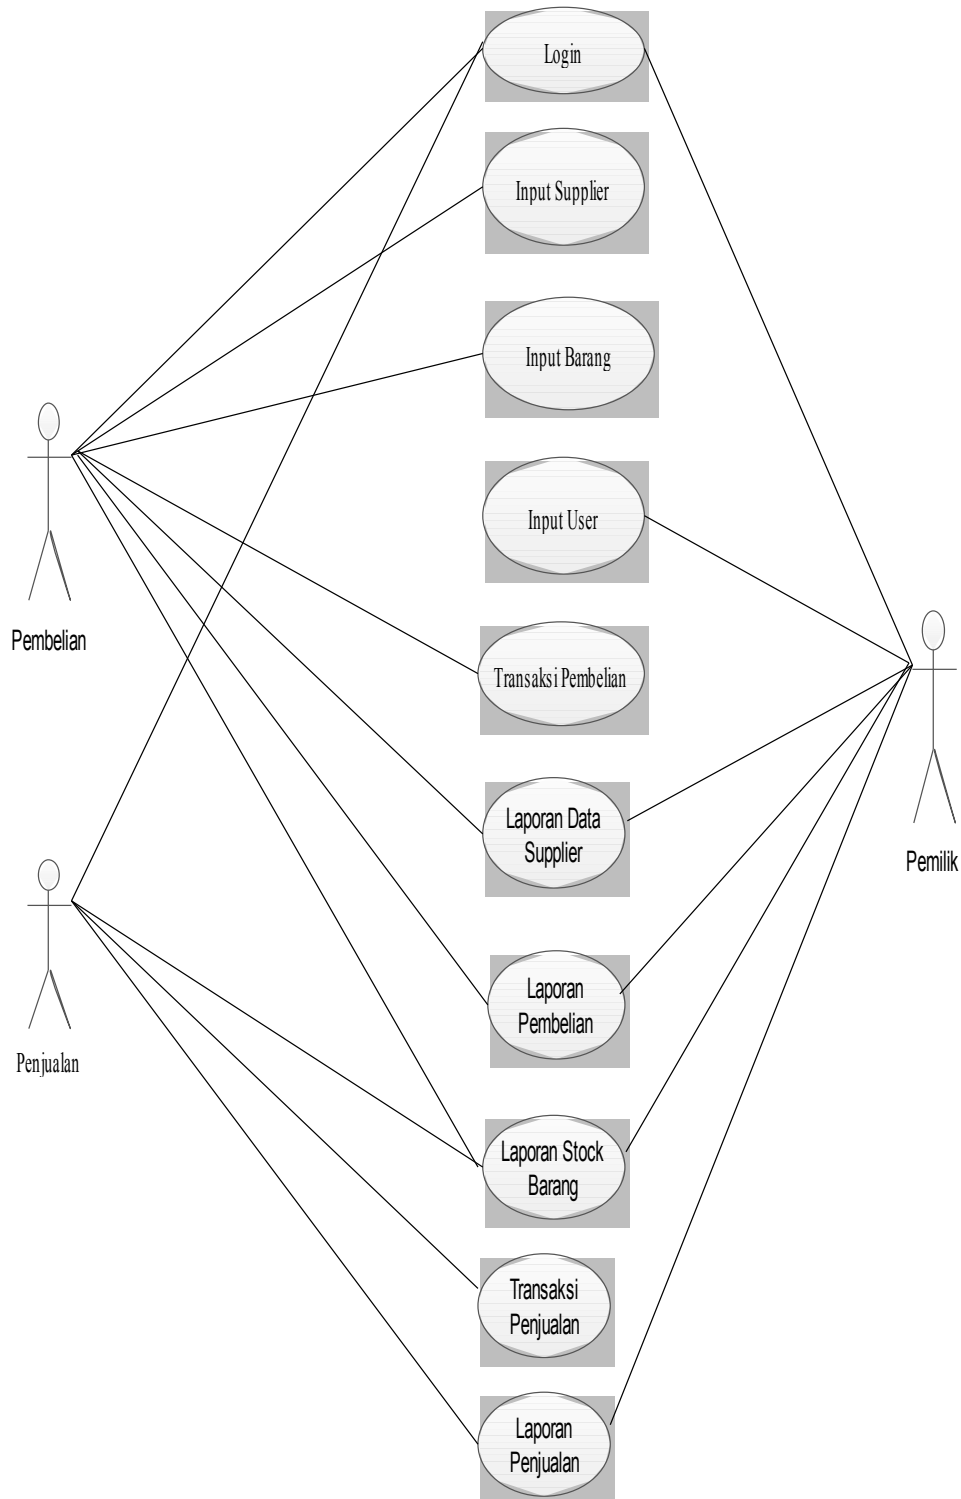 Login
Input Supplier
Input Barang
Input User
Pembelian
Transaksi Pembelian
Pemilik
Laporan Data
Supplier
Penjualan
Laporan
Pembelian
Laporan Stock
Barang
Transaksi
Penjualan
Laporan
Penjualan